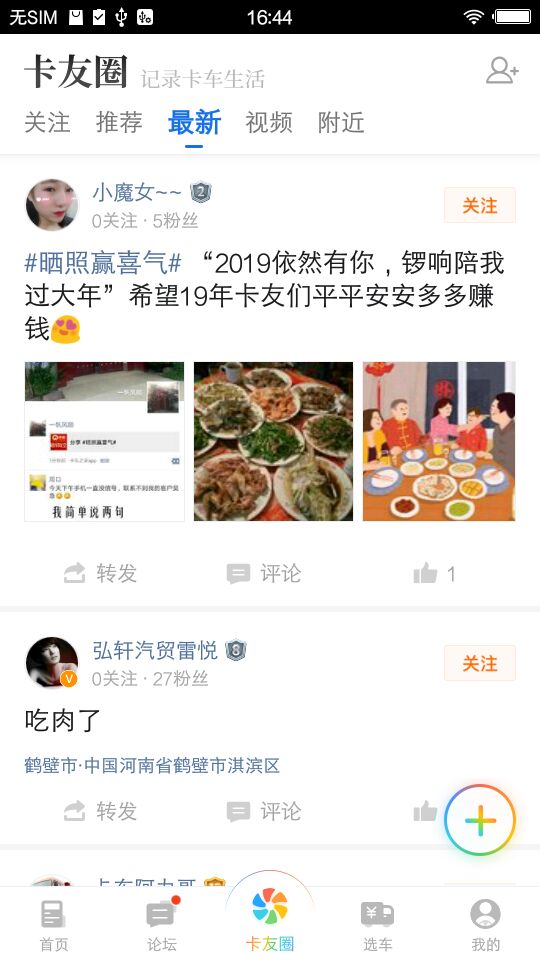 无SIM
16:44
卡友圈 记录卡车生活
关注 推荐 最新 视频 附近
小魔女~~ 2
0关注 · 5粉丝
关注
#晒照赢喜气# “2019依然有你，锣响陪我
过大年”希望19年卡友们平平安安多多赚
钱
一帆风顺
一帆风顺
分享 #晒照赢喜气#
今天下午手机一直没信号，联系不到我的客户见
我简单说两句
转发 评论 1
弘轩汽贸雷悦 8
V
0关注 · 27粉丝
关注
吃肉了
鹤壁市·中国河南省鹤壁市淇滨区
转发 评论
首页 论坛 卡友圈 选车 我的